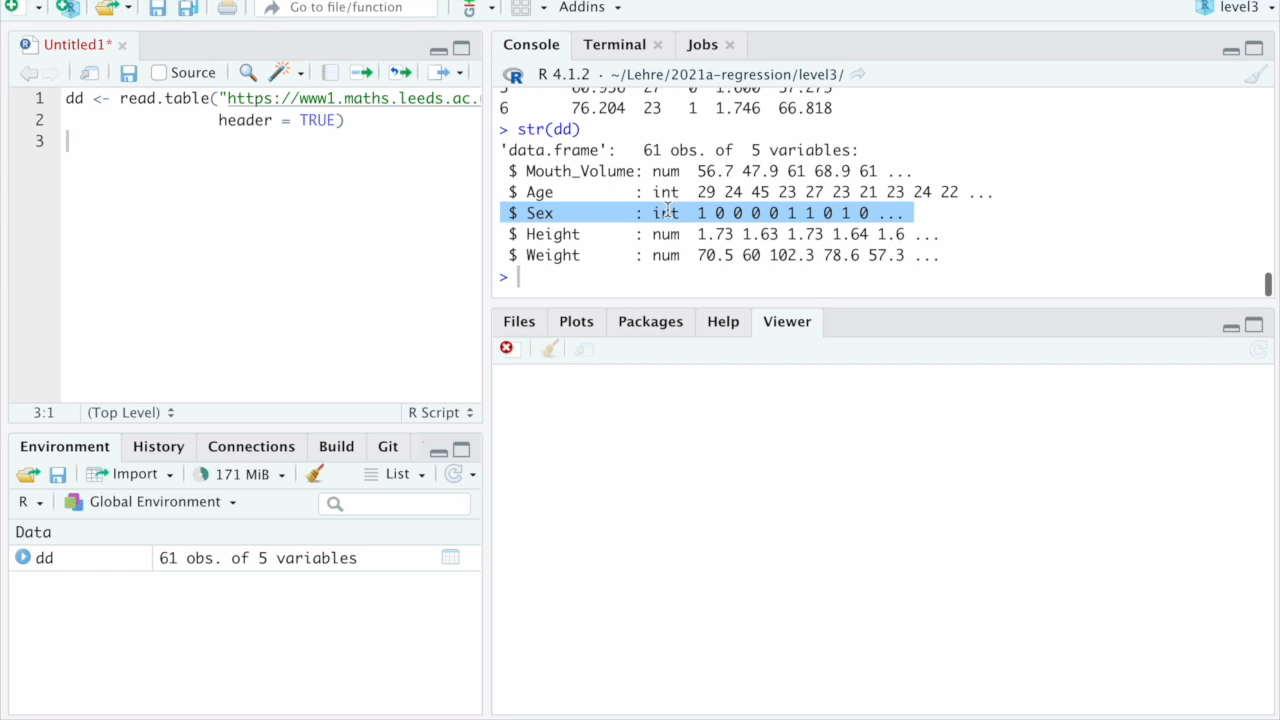 Go to file/function
Addins
level3
Untitled1*
Source
1 dd <- read.table("https://www1.maths.leeds.ac.
2 header = TRUE)
3
3:1 (Top Level) R Script
Environment History Connections Build Git
Import 171 MiB List
R Global Environment
Data
dd 61 obs. of 5 variables
Console Terminal Jobs
R 4.1.2 · ~/Lehre/2021a-regression/level3/
6 76.204 23 1 1.746 66.818
> str(dd)
'data.frame': 61 obs. of 5 variables:
$ Mouth_Volume: num 56.7 47.9 61 68.9 61 ...
$ Age : int 29 24 45 23 27 23 21 23 24 22 ...
$ Sex : int 1 0 0 0 0 1 1 0 1 0 ...
$ Height : num 1.73 1.63 1.73 1.64 1.6 ...
$ Weight : num 70.5 60 102.3 78.6 57.3 ...
>
Files Plots Packages Help Viewer